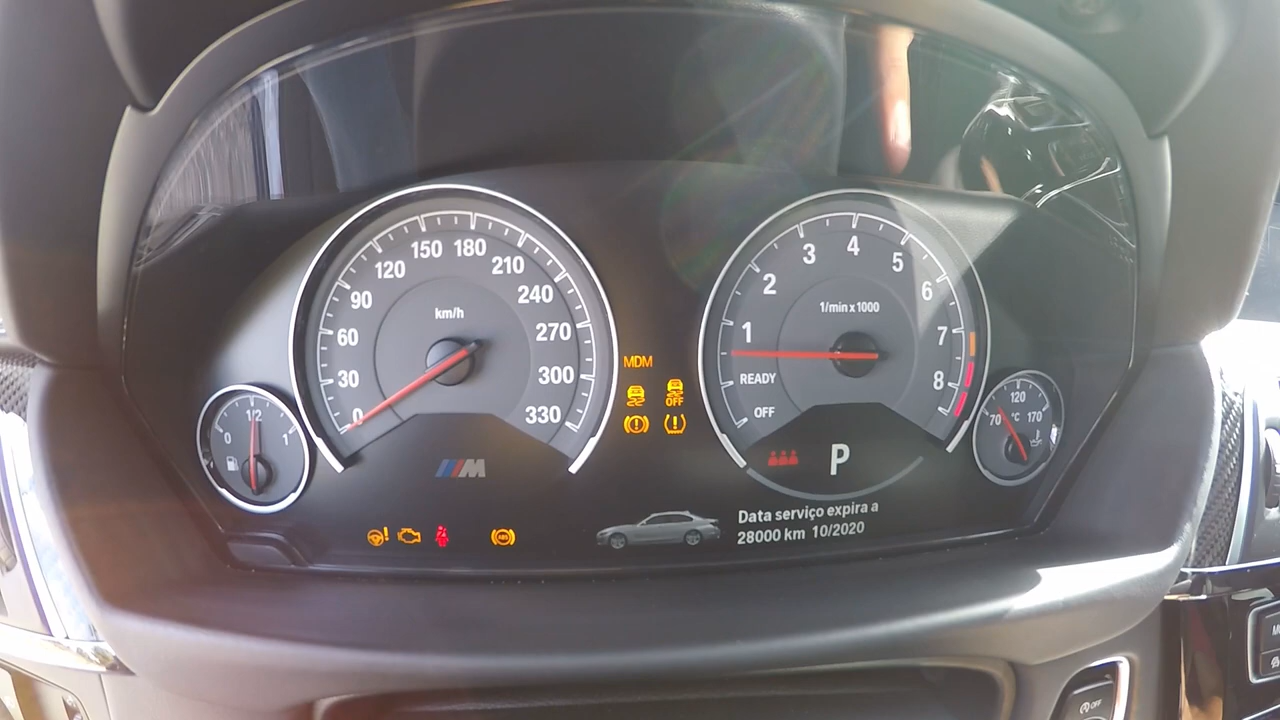 150 180
120 210
90 240
60 270
30 300
0 330
km/h
M
0 1/2 1
MDM
OFF
ABS
3 4 5
2 6
1 7
8
1/min x 1000
READY
OFF
P
120
70 °C 170
Data serviço expira a
28000 km 10/2020
OFF